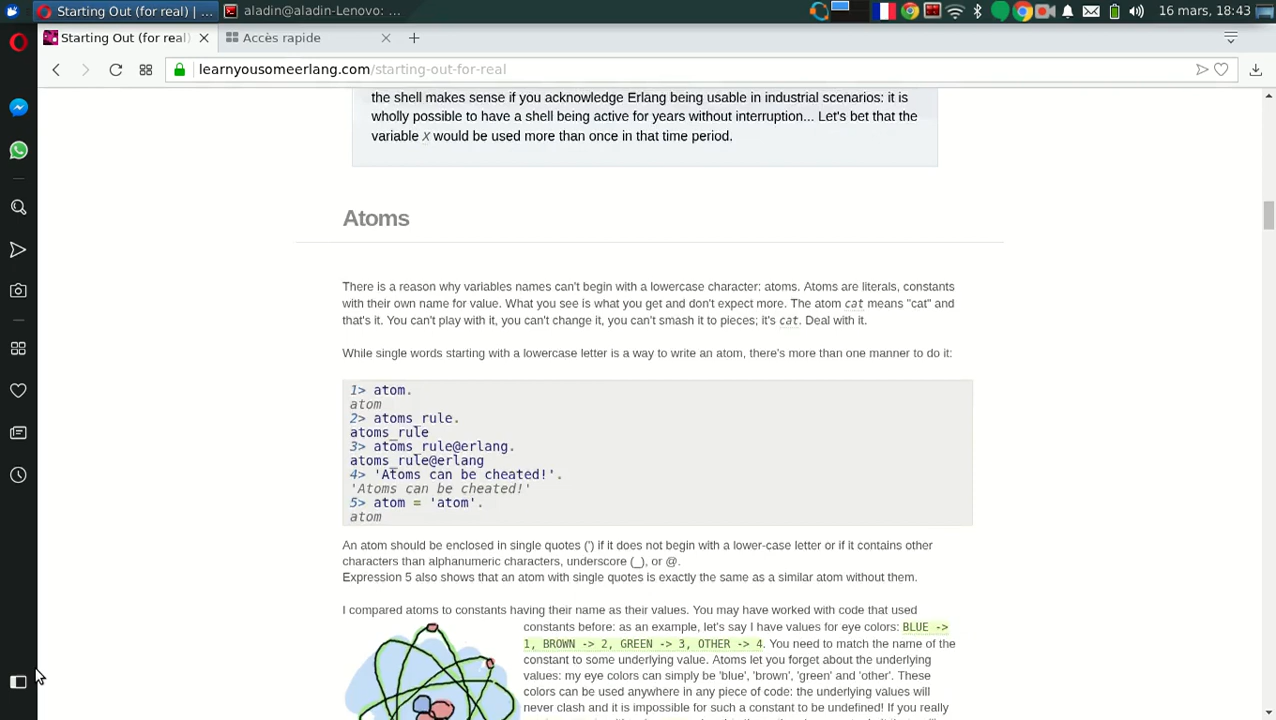 Starting Out (for real) | ...
aladin@aladin-Lenovo: ...
16 mars, 18:43
Starting Out (for real)
Accès rapide
learnyousomeerlang.com/starting-out-for-real
the shell makes sense if you acknowledge Erlang being usable in industrial scenarios: it is
wholly possible to have a shell being active for years without interruption... Let's bet that the
variable X would be used more than once in that time period.
Atoms
There is a reason why variables names can't begin with a lowercase character: atoms. Atoms are literals, constants
with their own name for value. What you see is what you get and don't expect more. The atom cat means "cat" and
that's it. You can't play with it, you can't change it, you can't smash it to pieces; it's cat. Deal with it.
While single words starting with a lowercase letter is a way to write an atom, there's more than one manner to do it:
1> atom.
atom
2> atoms_rule.
atoms_rule
3> atoms_rule@erlang.
atoms_rule@erlang
4> 'Atoms can be cheated!'.
'Atoms can be cheated!'
5> atom = 'atom'.
atom
An atom should be enclosed in single quotes (') if it does not begin with a lower-case letter or if it contains other
characters than alphanumeric characters, underscore (_), or @.
Expression 5 also shows that an atom with single quotes is exactly the same as a similar atom without them.
I compared atoms to constants having their name as their values. You may have worked with code that used
constants before: as an example, let's say I have values for eye colors: BLUE ->
1, BROWN -> 2, GREEN -> 3, OTHER -> 4. You need to match the name of the
constant to some underlying value. Atoms let you forget about the underlying
values: my eye colors can simply be 'blue', 'brown', 'green' and 'other'. These
colors can be used anywhere in any piece of code: the underlying values will
never clash and it is impossible for such a constant to be undefined! If you really